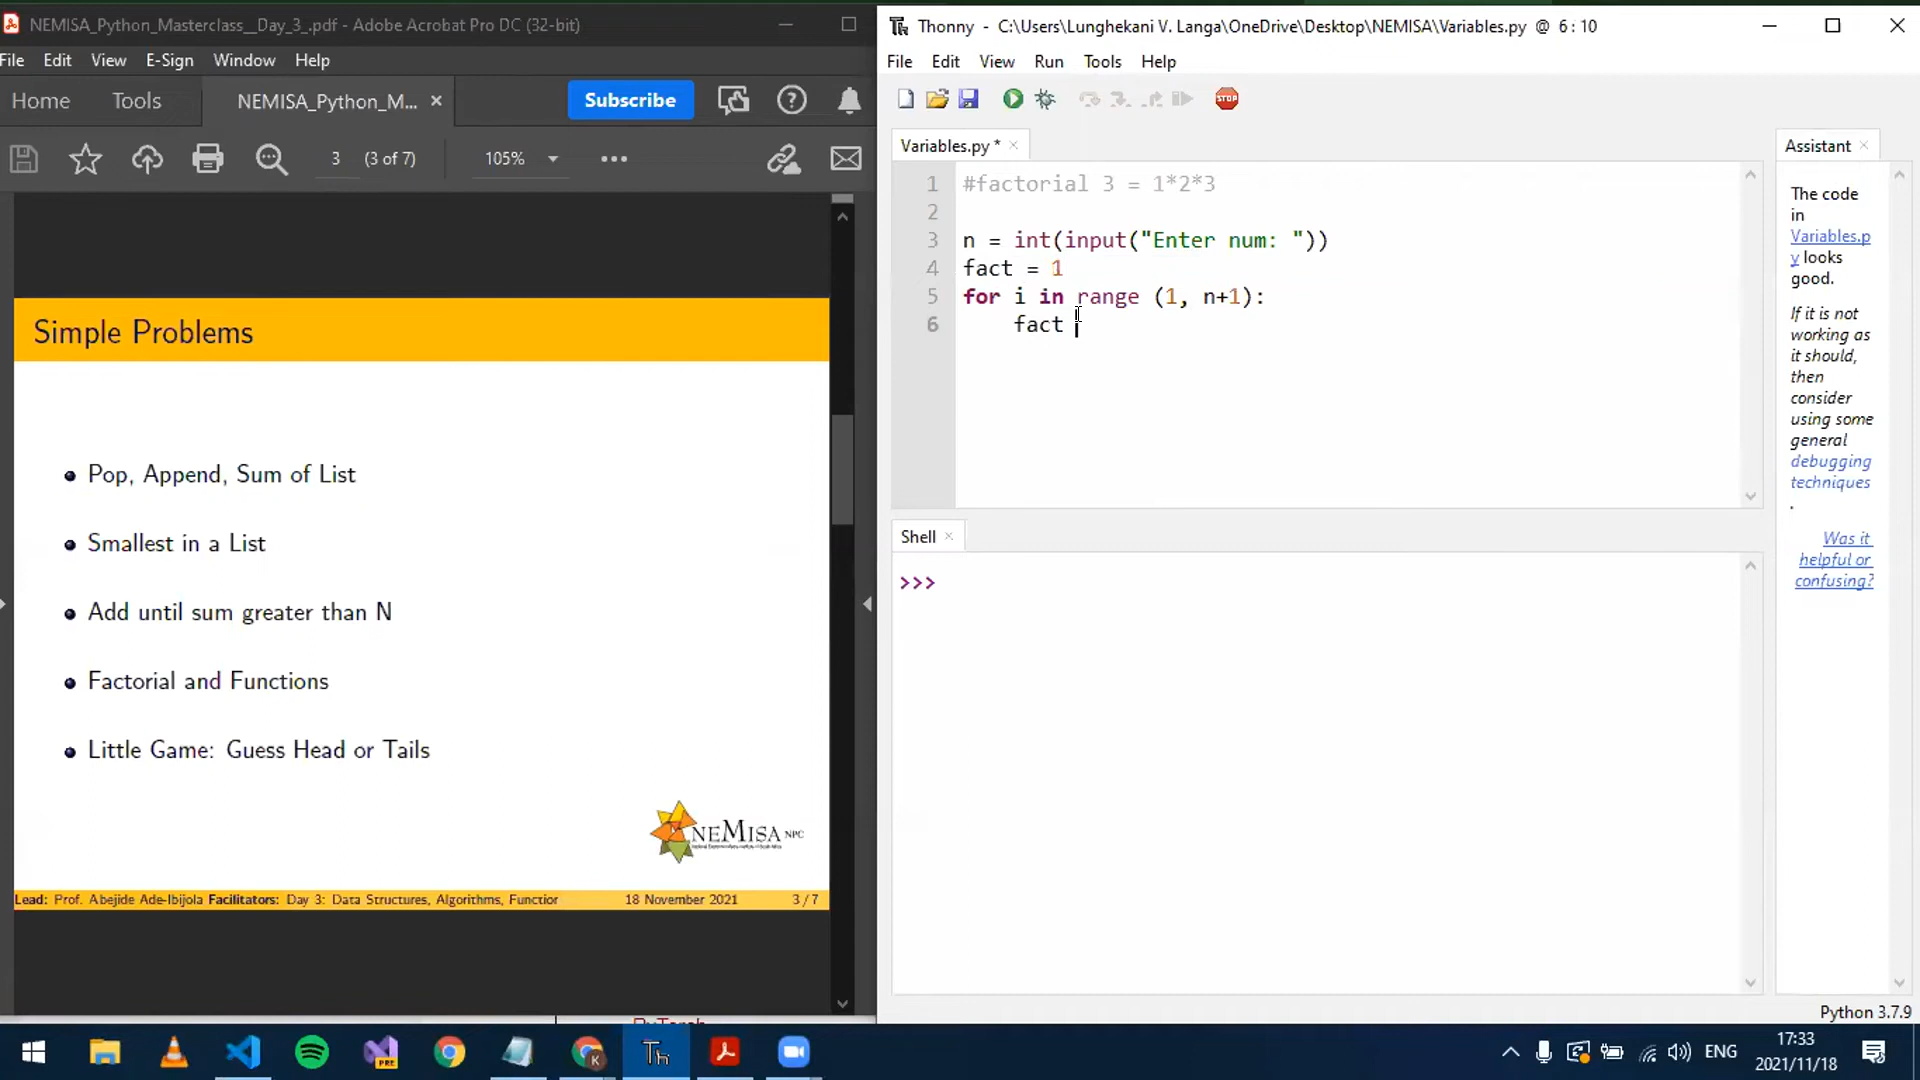 NEMISA_Python_Masterclass__Day_3_.pdf - Adobe Acrobat Pro DC (32-bit)
File Edit View E-Sign Window Help
Home Tools NEMISA_Python_M... × Subscribe
3 (3 of 7) 105%
Simple Problems
Pop, Append, Sum of List
Smallest in a List
Add until sum greater than N
Factorial and Functions
Little Game: Guess Head or Tails
NEMISA NPC
Lead: Prof. Abejide Ade-Ibijola Facilitators: Day 3: Data Structures, Algorithms, Function 18 November 2021 3 / 7
Th Thonny - C:\Users\Lunghekani V. Langa\OneDrive\Desktop\NEMISA\Variables.py @ 6 : 10
File Edit View Run Tools Help
STOP
Variables.py * ×
1 #factorial 3 = 1*2*3
2
3 n = int(input("Enter num: "))
4 fact = 1
5 for i in range (1, n+1):
6 fact
Shell ×
>>>
Assistant ×
The code
in
Variables.p
y looks
good.
If it is not
working as
it should,
then
consider
using some
general
debugging
techniques
.
Was it
helpful or
confusing?
Python 3.7.9
PRE K Th
ENG
17:33
2021/11/18